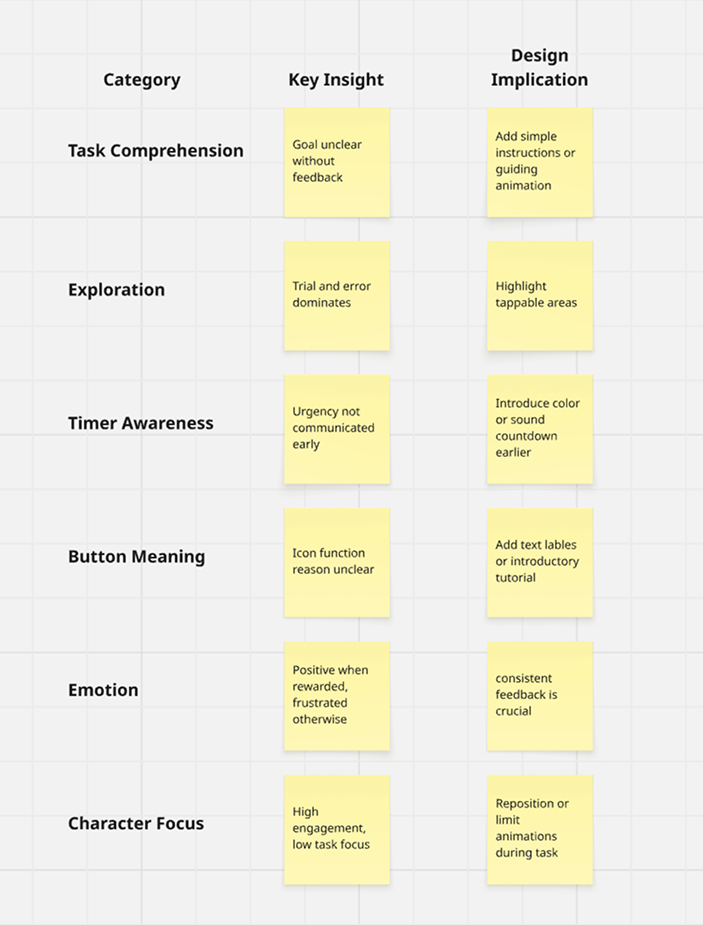 Design
Category
Key Insight
Implication
Task Comprehension
Goal unclear
without
feedback
Add simple
instructions or
guiding
animation
Exploration
Trial and error
dominates
Highlight
tappable areas
Timer Awareness
Urgency not
communicated
early
Introduce color
or sound
countdown
earlier
Button Meaning
Icon function
reason unclear
Add text lables
or introductory
tutorial
Emotion
Positive when
rewarded,
frustrated
otherwise
consistent
feedback is
crucial
Character Focus
High
engagement,
low task focus
Reposition or
limit
animations
during task